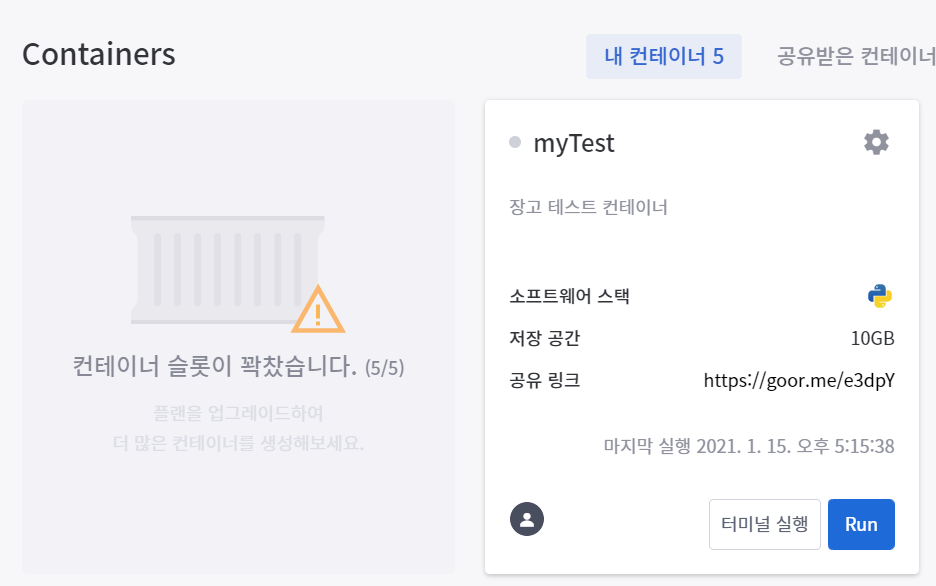 Containers
내 컨테이너 5
공유받은 컨테이너
컨테이너 슬롯이 꽉찼습니다. (5/5)
플랜을 업그레이드하여
더 많은 컨테이너를 생성해보세요.
myTest
장고 테스트 컨테이너
소프트웨어 스택
저장 공간 10GB
공유 링크 https://goor.me/e3dpY
마지막 실행 2021. 1. 15. 오후 5:15:38
터미널 실행
Run